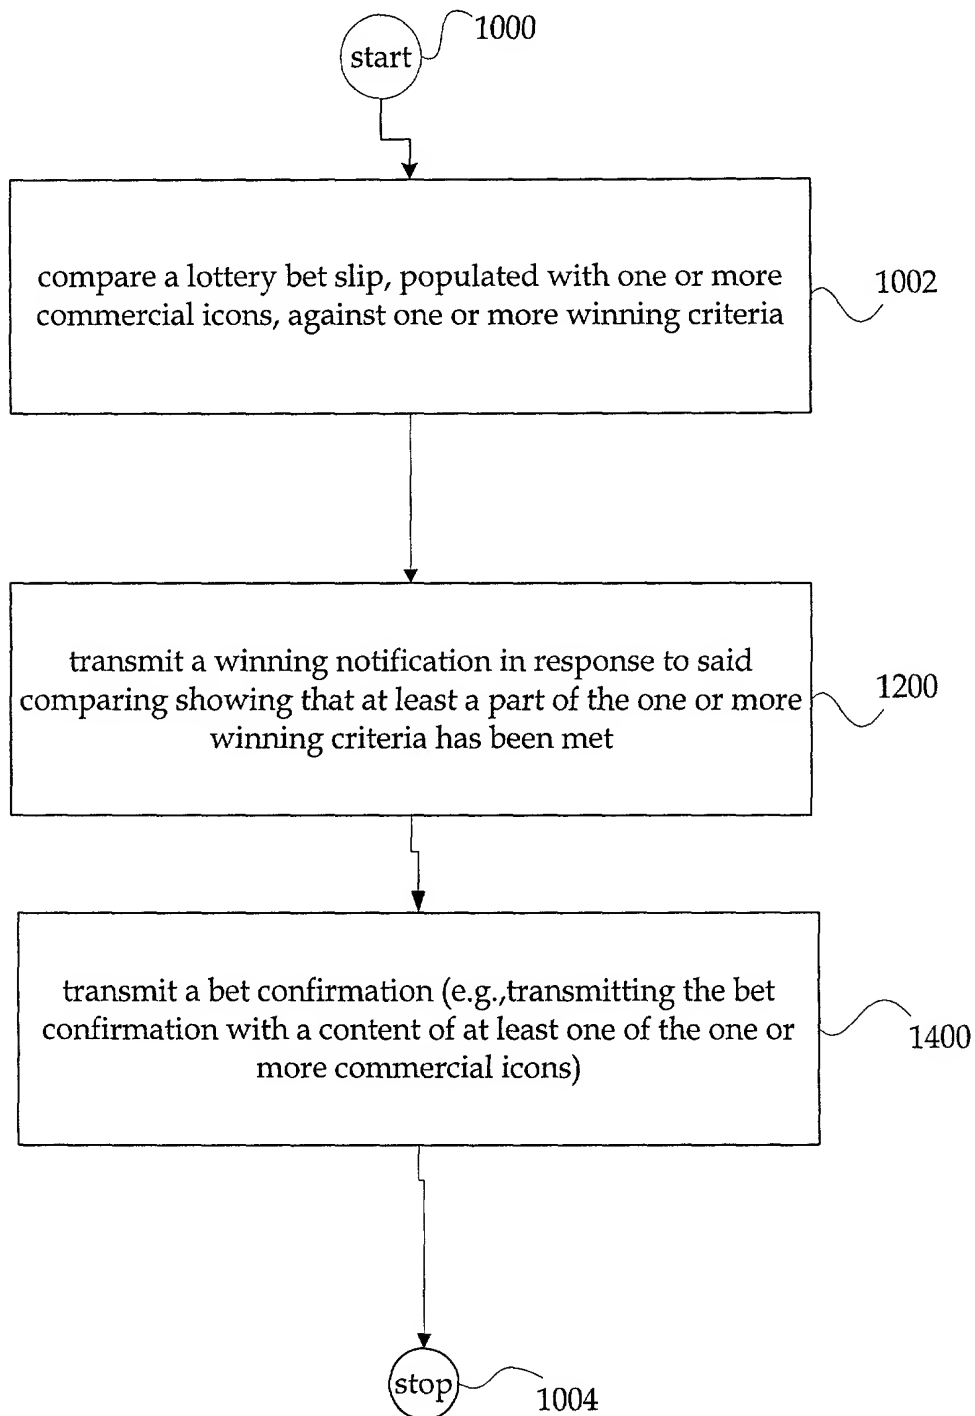 start
1000
compare a lottery bet slip, populated with one or more
commercial icons, against one or more winning criteria
1002
transmit a winning notification in response to said
comparing showing that at least a part of the one or more
winning criteria has been met
1200
transmit a bet confirmation (e.g.,transmitting the bet
confirmation with a content of at least one of the one or
more commercial icons)
1400
stop
1004